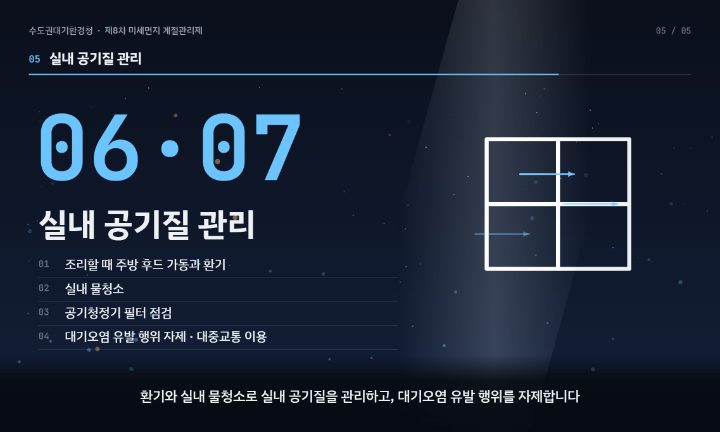 수도권대기환경청 · 제8차 미세먼지 계절관리제
05 / 05
05 실내 공기질 관리
06·07
실내 공기질 관리
01 조리할 때 주방 후드 가동과 환기
02 실내 물청소
03 공기청정기 필터 점검
04 대기오염 유발 행위 자제 · 대중교통 이용
환기와 실내 물청소로 실내 공기질을 관리하고, 대기오염 유발 행위를 자제합니다